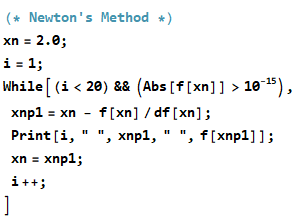 (* Newton's Method *)
xn = 2.0;
i = 1;
While[(i < 20) && (Abs[f[xn]] > 10⁻¹⁵),
xnp1 = xn - f[xn] / df[xn];
Print[i, " ", xnp1, " ", f[xnp1]];
xn = xnp1;
i++;
]